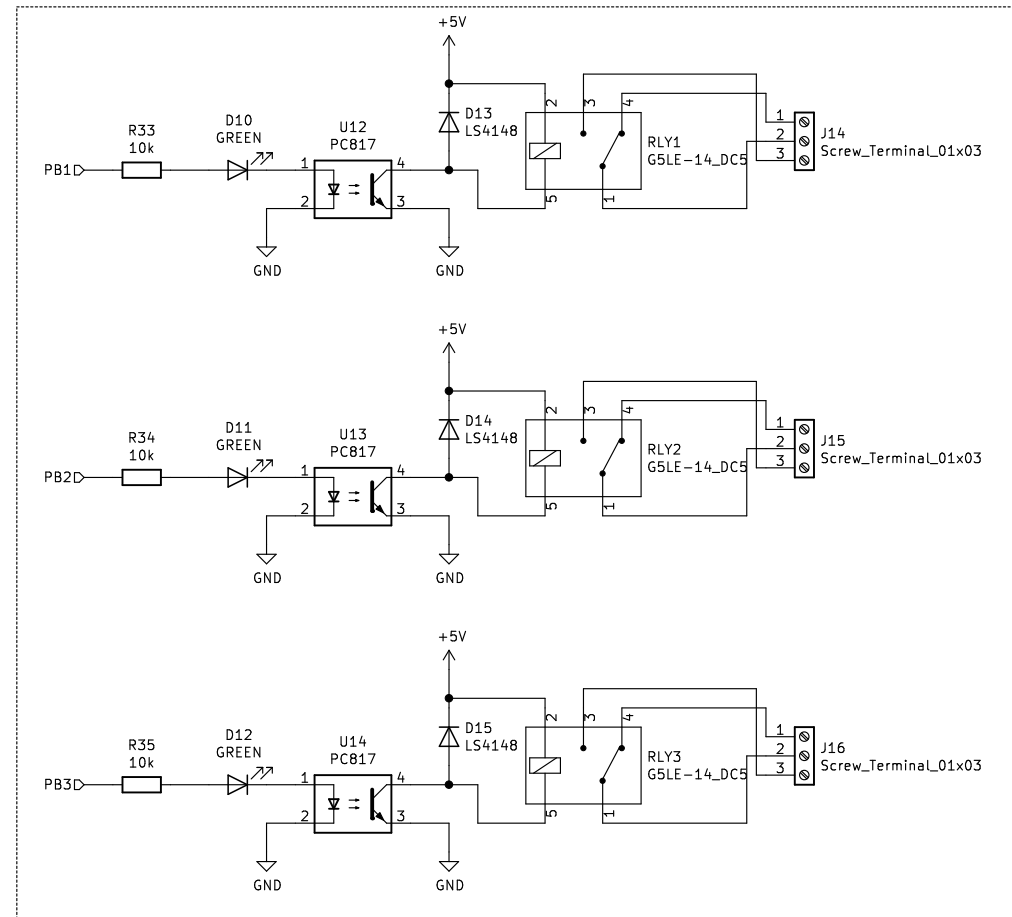 +5V
2
3
4
D13
LS4148
RLY1
G5LE-14_DC5
5
1
1
2
3
J14
Screw_Terminal_01x03
R33
10k
D10
GREEN
U12
PC817
PB1
1
2
4
3
GND
GND
+5V
2
3
4
D14
LS4148
RLY2
G5LE-14_DC5
5
1
1
2
3
J15
Screw_Terminal_01x03
R34
10k
D11
GREEN
U13
PC817
PB2
1
2
4
3
GND
GND
+5V
2
3
4
D15
LS4148
RLY3
G5LE-14_DC5
5
1
1
2
3
J16
Screw_Terminal_01x03
R35
10k
D12
GREEN
U14
PC817
PB3
1
2
4
3
GND
GND